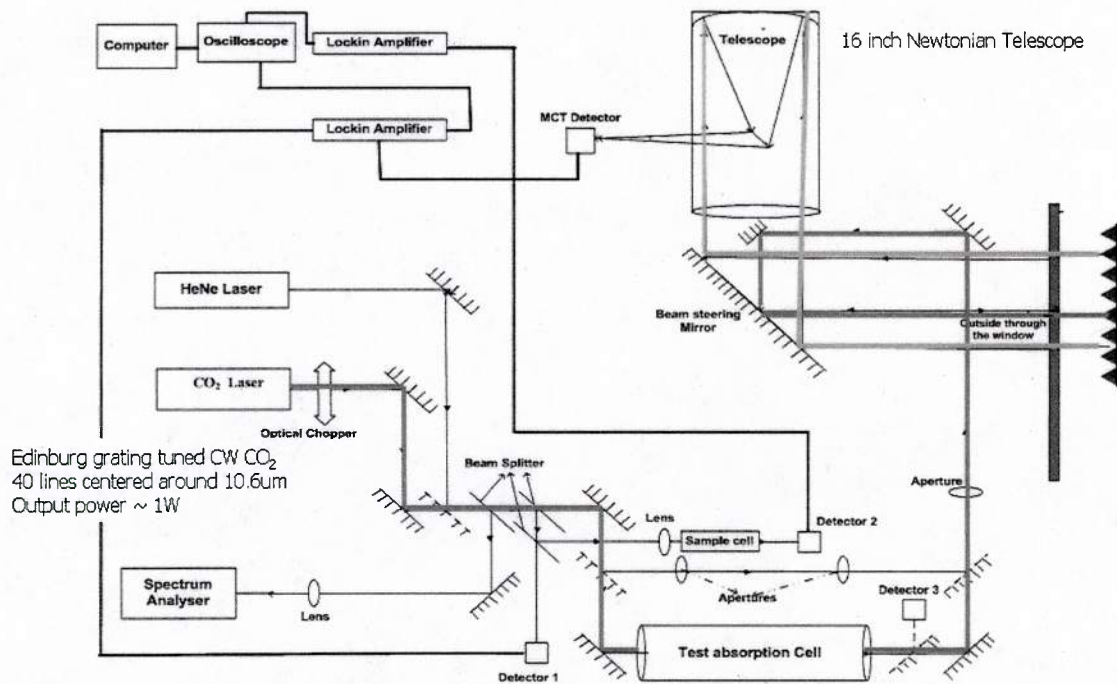 16 inch Newtonian Telescope
Telescope
Computer
Oscilloscope
Lockin Amplifier
Lockin Amplifier
MCT Detector
HeNe Laser
Beam steering
Mirror
Outside through
the window
CO₂ Laser
Optical Chopper
Edinburg grating tuned CW CO₂
40 lines centered around 10.6um
Output power ~ 1W
Beam Splitter
Aperture
Lens
Sample cell
Detector 2
Spectrum
Analyser
Lens
Apertures
Detector 3
Test absorption Cell
Detector 1